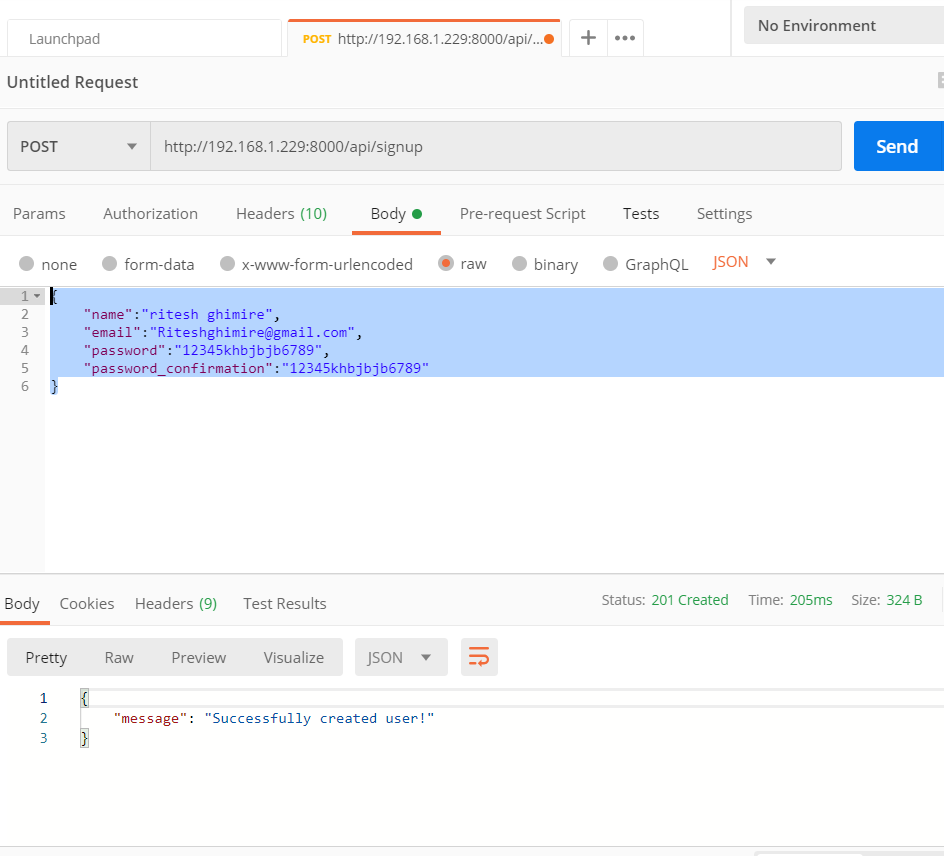 Launchpad
POST http://192.168.1.229:8000/api/... + •••
No Environment
Untitled Request
POST http://192.168.1.229:8000/api/signup Send
Params Authorization Headers (10) Body Pre-request Script Tests Settings
none form-data x-www-form-urlencoded raw binary GraphQL JSON
1 {
2 "name":"ritesh ghimire",
3 "email":"Riteshghimire@gmail.com",
4 "password":"12345khbjbjb6789",
5 "password_confirmation":"12345khbjbjb6789"
6 }
Body Cookies Headers (9) Test Results Status: 201 Created Time: 205ms Size: 324 B
Pretty Raw Preview Visualize JSON
1 {
2 "message": "Successfully created user!"
3 }